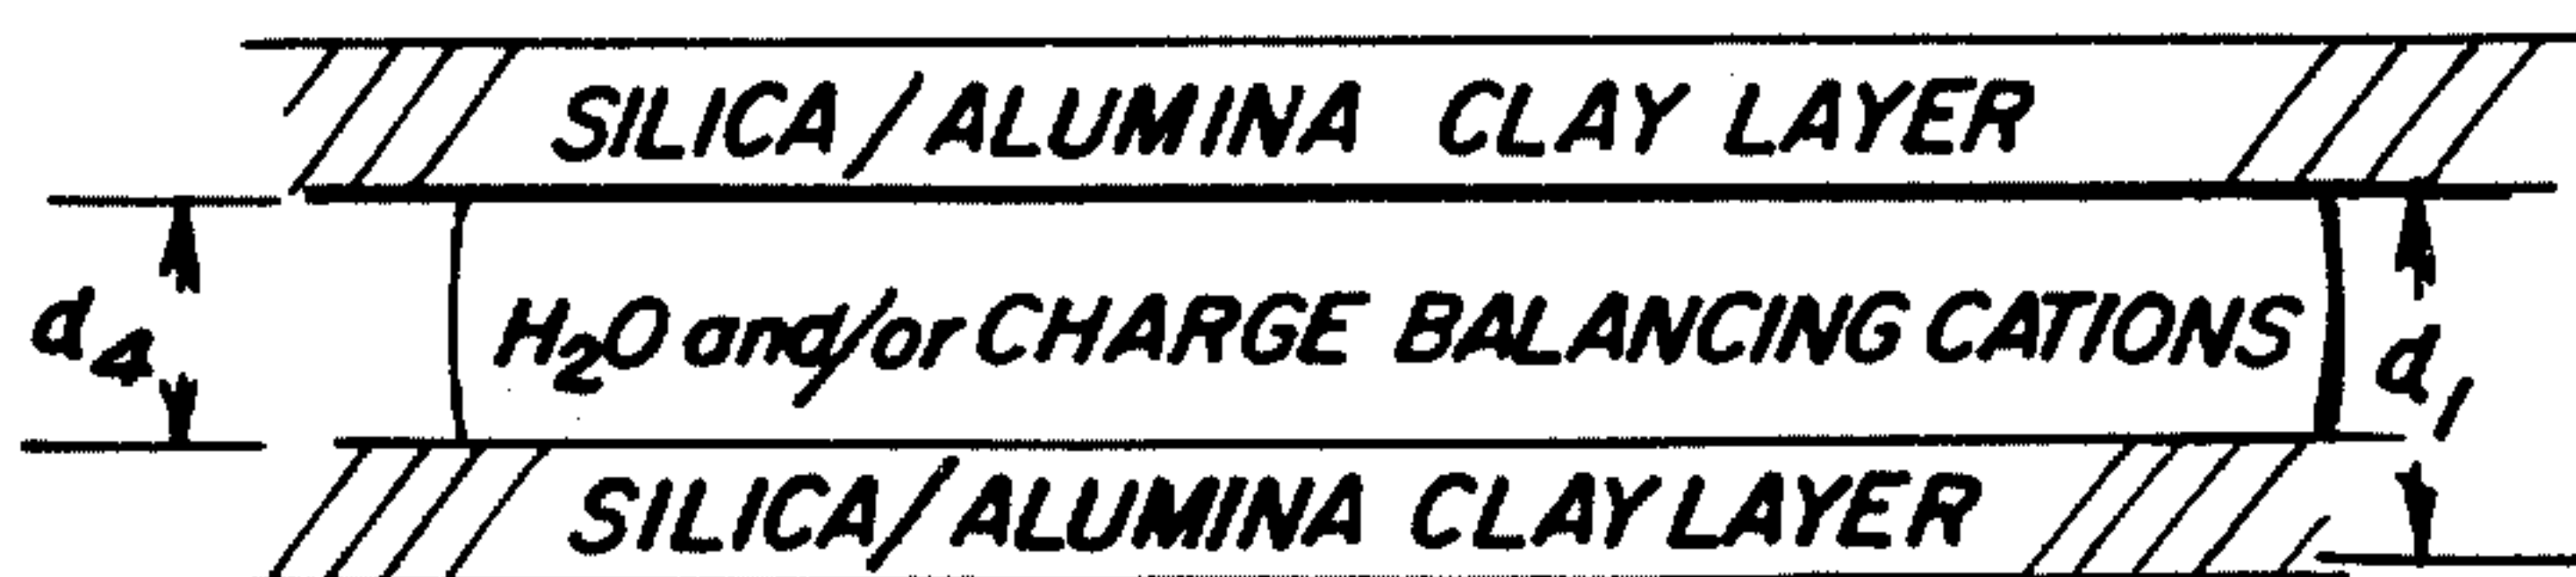 SILICA/ALUMINA CLAY LAYER
d4
H2O and/or CHARGE BALANCING CATIONS
d1
SILICA/ALUMINA CLAY LAYER